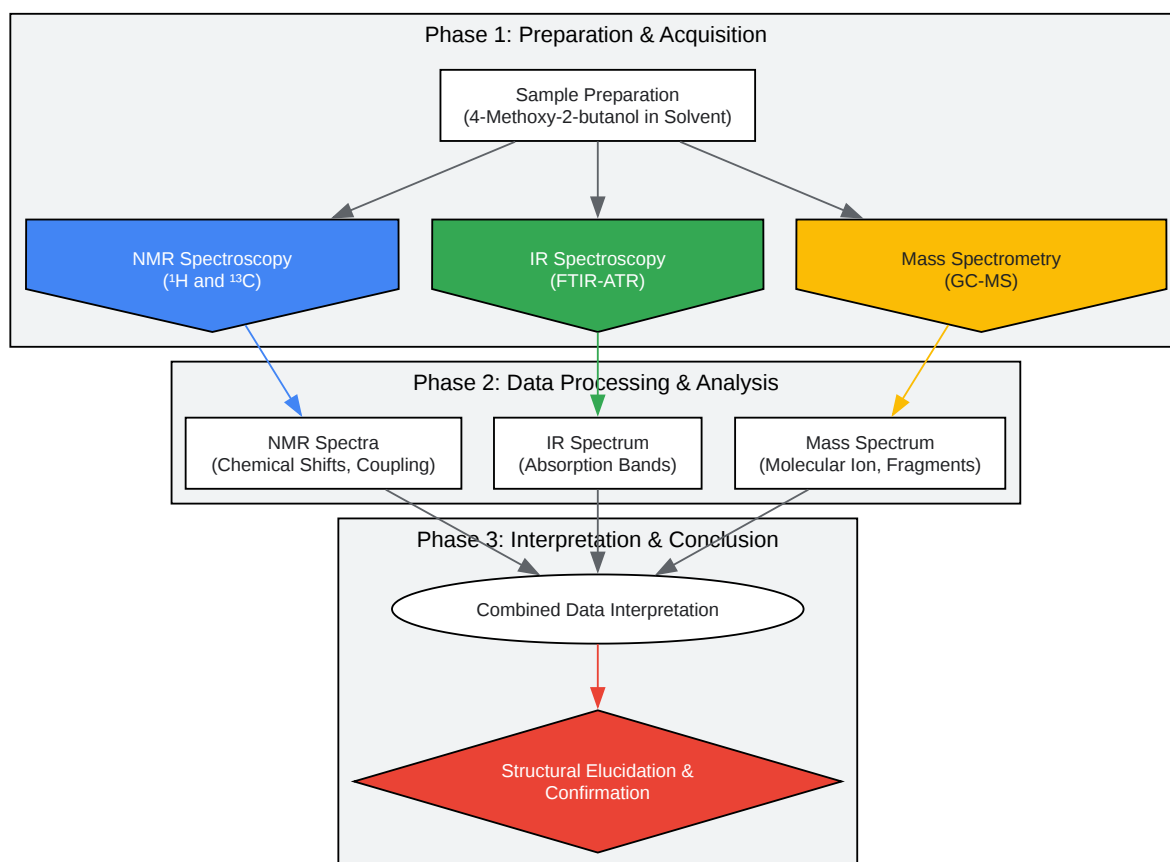 Phase 1: Preparation & Acquisition
Sample Preparation
(4-Methoxy-2-butanol in Solvent)
NMR Spectroscopy
(¹H and ¹³C)
IR Spectroscopy
(FTIR-ATR)
Mass Spectrometry
(GC-MS)
Phase 2: Data Processing & Analysis
NMR Spectra
(Chemical Shifts, Coupling)
IR Spectrum
(Absorption Bands)
Mass Spectrum
(Molecular Ion, Fragments)
Phase 3: Interpretation & Conclusion
Combined Data Interpretation
Structural Elucidation &
Confirmation